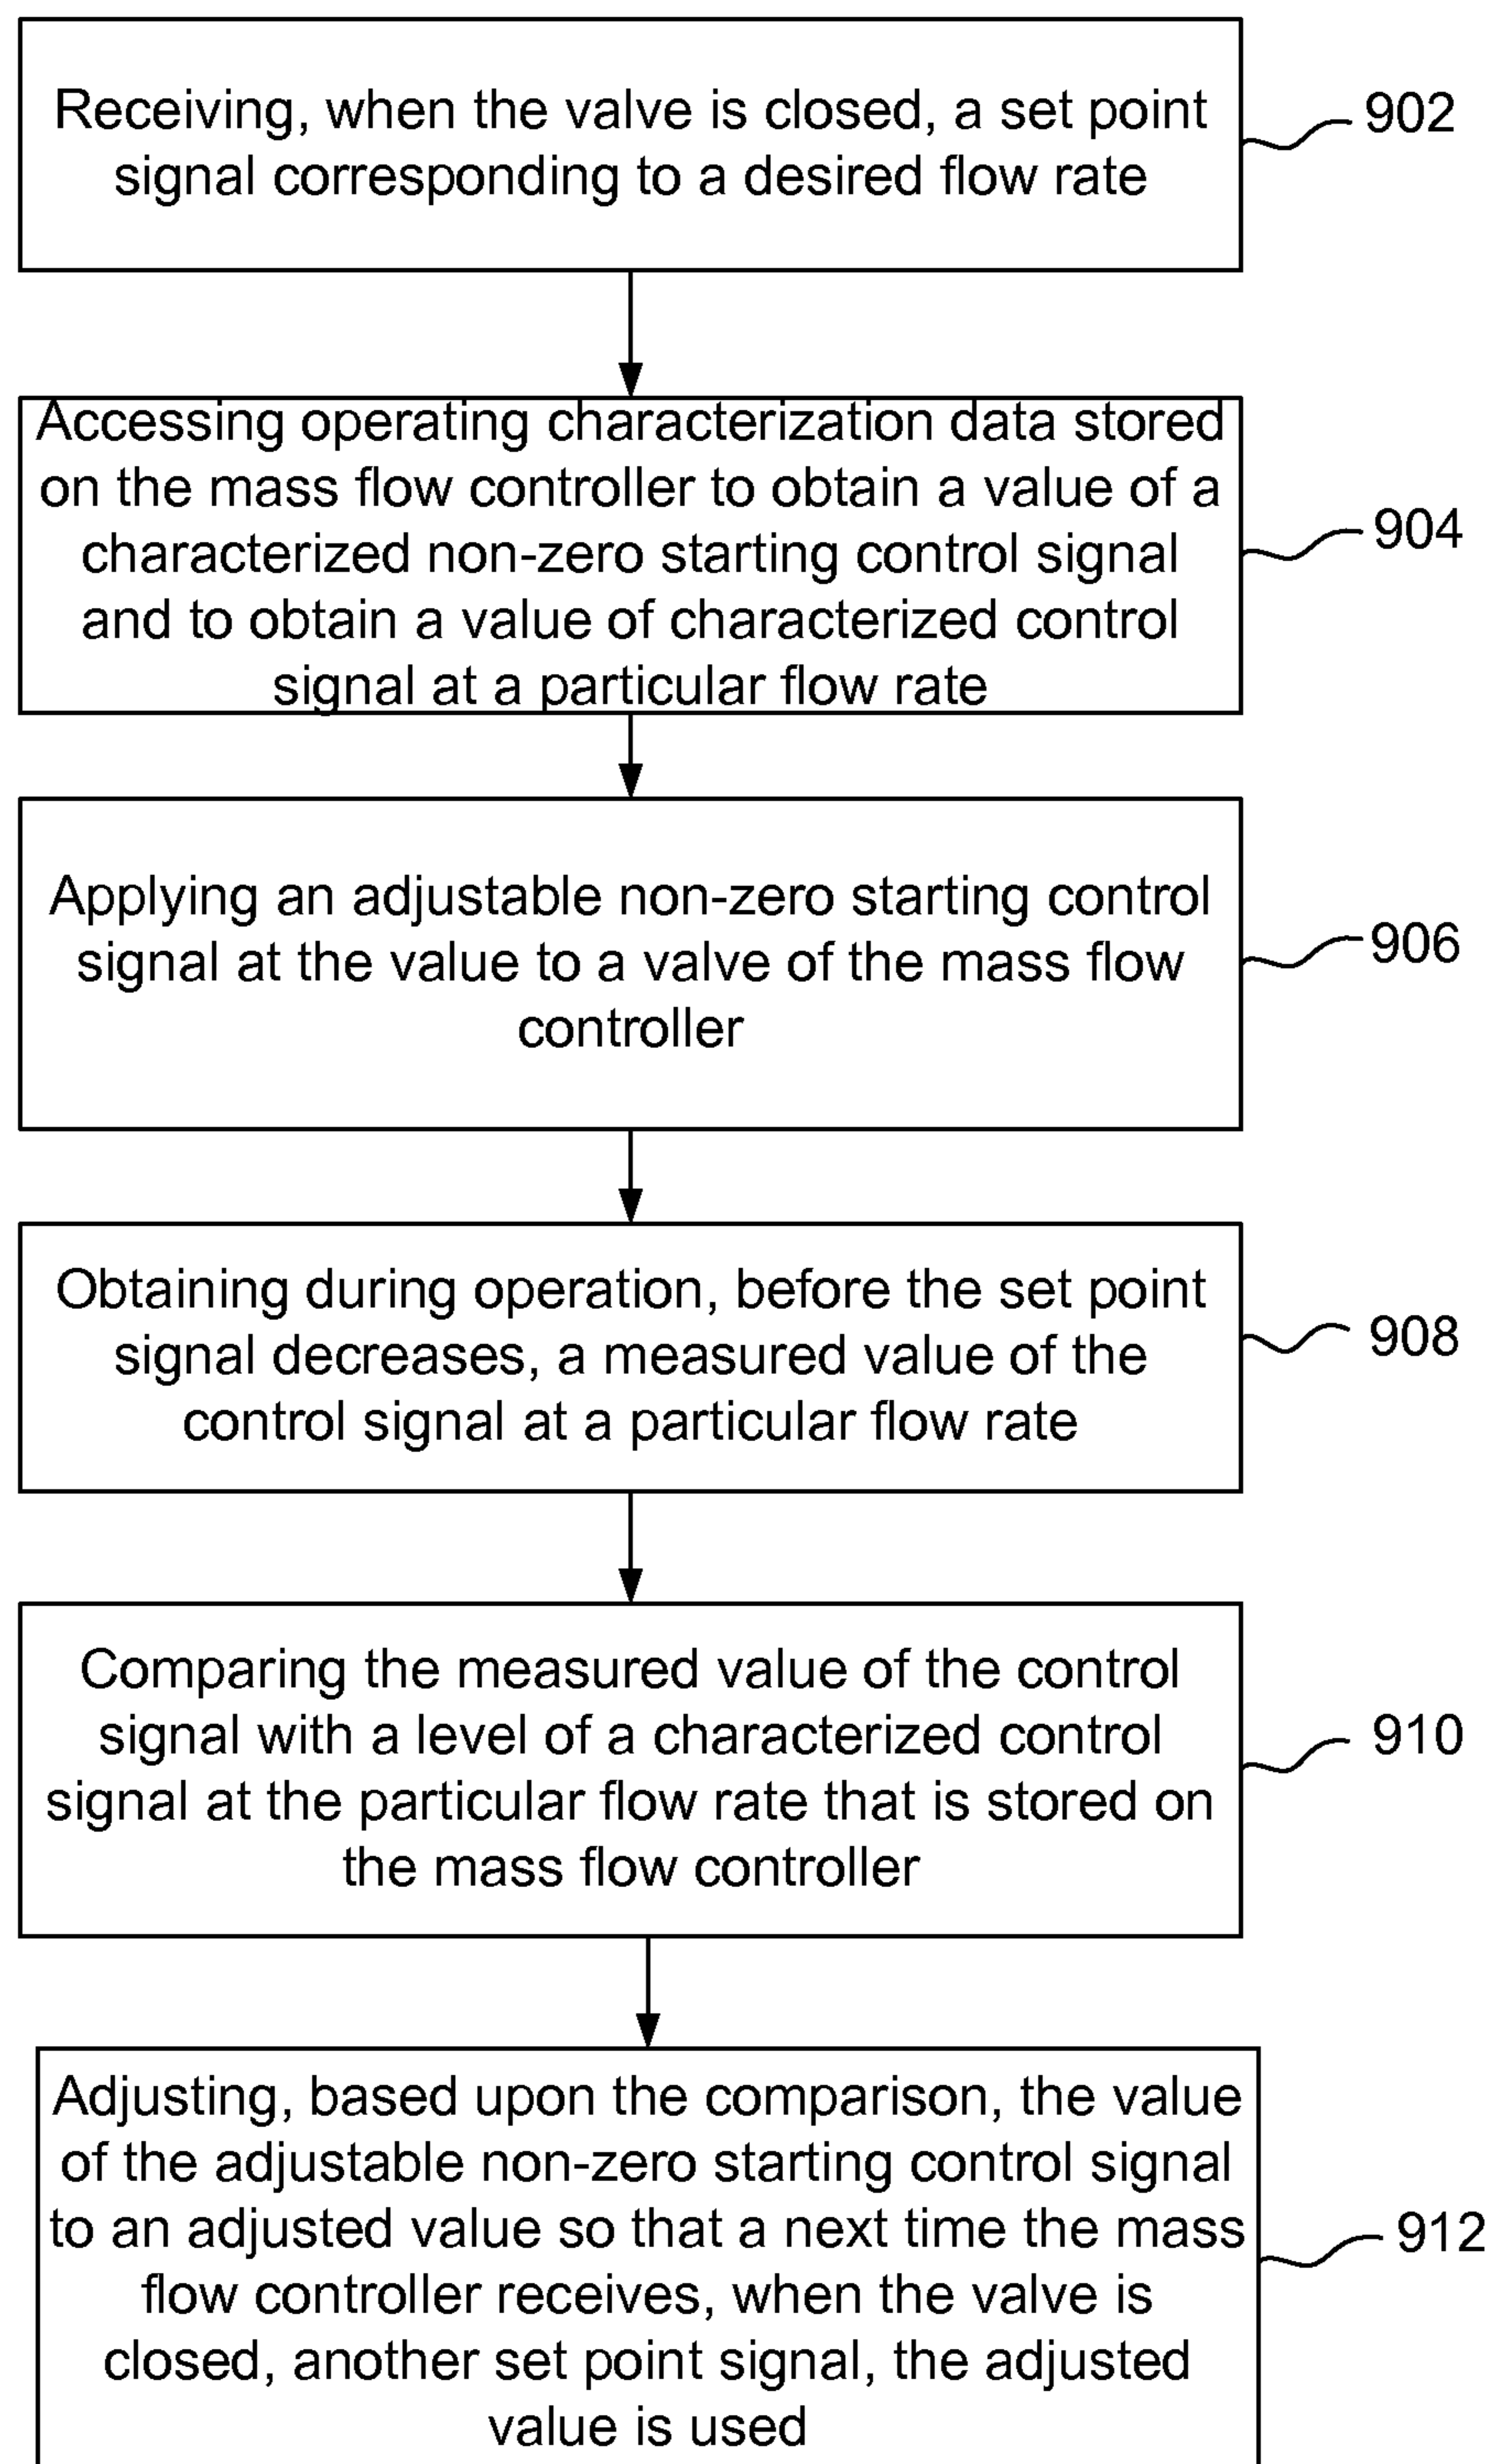 Receiving, when the valve is closed, a set point
signal corresponding to a desired flow rate
902
Accessing operating characterization data stored
on the mass flow controller to obtain a value of a
characterized non-zero starting control signal
and to obtain a value of characterized control
signal at a particular flow rate
904
Applying an adjustable non-zero starting control
signal at the value to a valve of the mass flow
controller
906
Obtaining during operation, before the set point
signal decreases, a measured value of the
control signal at a particular flow rate
908
Comparing the measured value of the control
signal with a level of a characterized control
signal at the particular flow rate that is stored on
the mass flow controller
910
Adjusting, based upon the comparison, the value
of the adjustable non-zero starting control signal
to an adjusted value so that a next time the mass
flow controller receives, when the valve is
closed, another set point signal, the adjusted
value is used
912